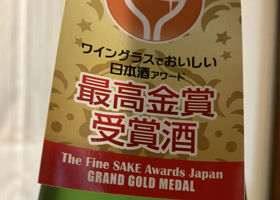 ワイングラスでおいしい
日本酒アワード
最高金賞
受賞酒
The Fine SAKE Awards Japan
GRAND GOLD MEDAL